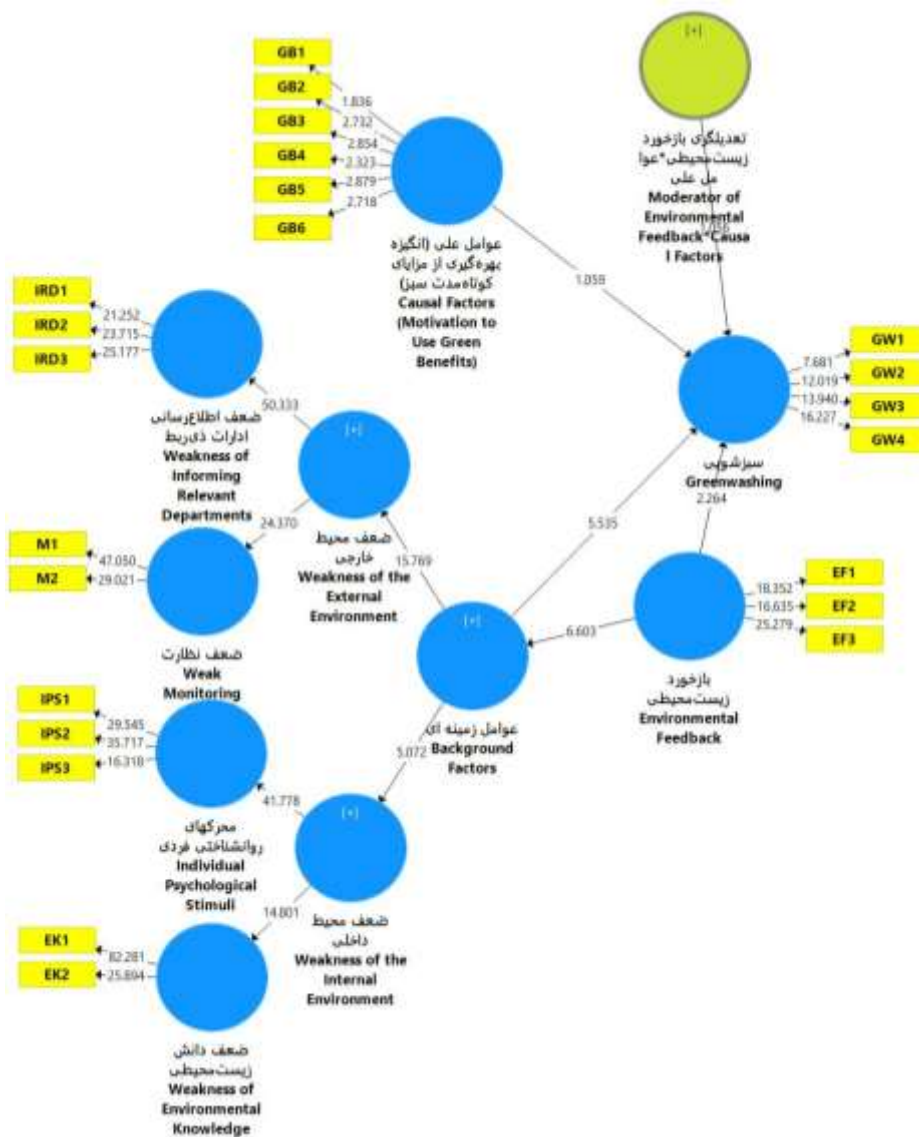 GB1
GB2
GB3
GB4
GB5
GB6
1.836
2.732
2.854
2.323
2.879
2.718
[+]
تعدیلگری بازخورد
زیست‌محیطی*عوا
مل علی
Moderator of
Environmental
Feedback*Causa
l Factors
عوامل علی (انگیزه
بهره‌گیری از مزایای
کوتاه‌مدت سبز)
Causal Factors
(Motivation to
Use Green
Benefits)
1.059
IRD1
IRD2
IRD3
21.252
23.715
25.177
ضعف اطلاع‌رسانی
ادارات ذی‌ربط
Weakness of
Informing
Relevant
Departments
50.333
[+]
ضعف محیط
خارجی
Weakness of the
External
Environment
24.370
15.769
GW1
GW2
GW3
GW4
7.681
12.019
13.940
16.227
سبزشویی
Greenwashing
2.264
5.535
M1
M2
47.050
29.021
ضعف نظارت
Weak
Monitoring
[+]
عوامل زمینه ای
Background
Factors
6.603
EF1
EF2
EF3
18.352
16.635
25.279
بازخورد
زیست‌محیطی
Environmental
Feedback
IPS1
IPS2
IPS3
29.545
35.717
16.318
محرکهای
روانشناختی فردی
Individual
Psychological
Stimuli
41.778
5.072
[+]
ضعف محیط
داخلی
Weakness of the
Internal
Environment
14.801
EK1
EK2
82.281
25.894
ضعف دانش
زیست‌محیطی
Weakness of
Environmental
Knowledge